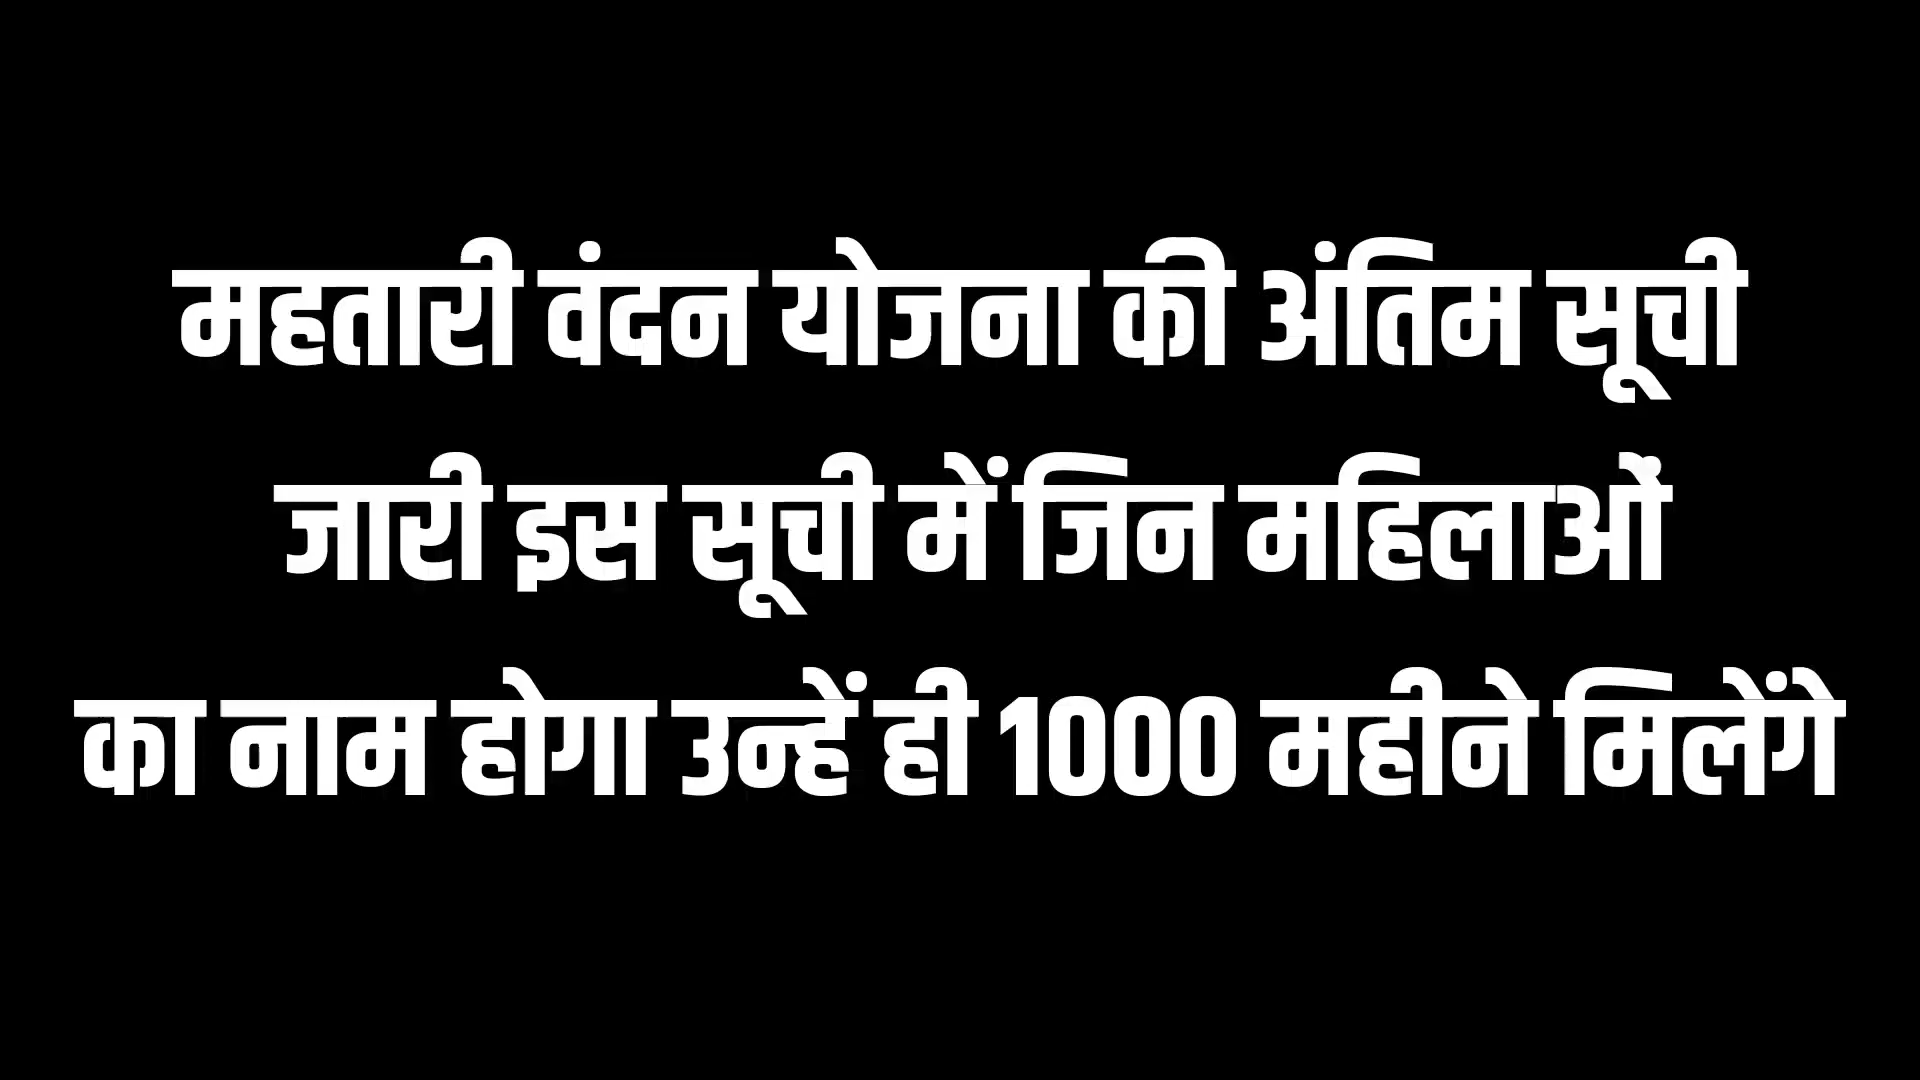 महतारी वंदन योजना की अंतिम सूची
जारी इस सूची में जिन महिलाओं
का नाम होगा उन्हें ही 1000 महीने मिलेंगे